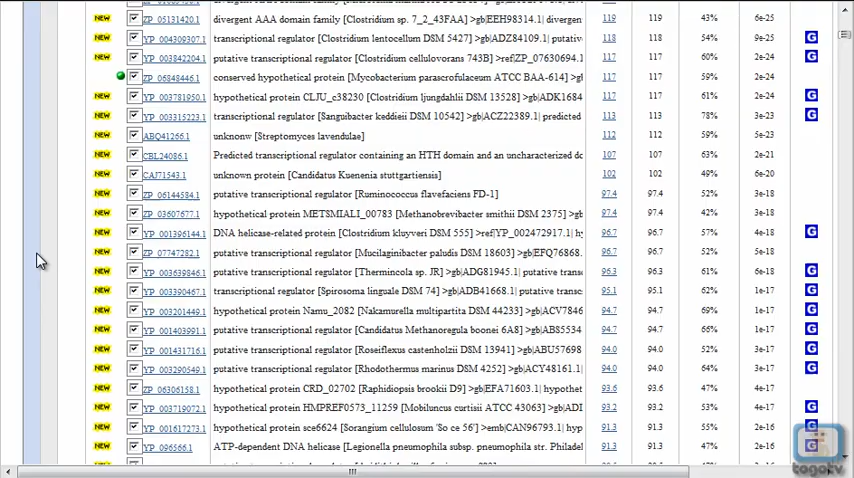 NEW ZP_05131420.1 divergent AAA domain family [Clostridium sp. 7_2_43FAA] >gb|EEH98314.1| divergen 119 119 43% 6e-25
NEW YP_004309307.1 transcriptional regulator [Clostridium lentocellum DSM 5427] >gb|ADZ84109.1| putative 118 118 54% 9e-25 G
NEW YP_003842204.1 putative transcriptional regulator [Clostridium cellulovorans 743B] >ref|ZP_07630694.1 117 117 60% 2e-24 G
ZP_06848446.1 conserved hypothetical protein [Mycobacterium parascrofulaceum ATCC BAA-614] >g 117 117 59% 2e-24
NEW YP_003781950.1 hypothetical protein CLJU_c38230 [Clostridium ljungdahlii DSM 13528] >gb|ADK1684 117 117 61% 2e-24 G
NEW YP_003315223.1 transcriptional regulator [Sanguibacter keddieii DSM 10542] >gb|ACZ22389.1| predicted 113 113 78% 3e-23 G
NEW ABQ41266.1 unknonw [Streptomyces lavendulae] 112 112 59% 5e-23
NEW CBL24086.1 Predicted transcriptional regulator containing an HTH domain and an uncharacterized do 107 107 63% 2e-21
NEW CAJ71543.1 unknown protein [Candidatus Kuenenia stuttgartiensis] 102 102 49% 6e-20
NEW ZP_06144584.1 putative transcriptional regulator [Ruminococcus flavefaciens FD-1] 97.4 97.4 52% 3e-18
NEW ZP_03607677.1 hypothetical protein METSMIALI_00783 [Methanobrevibacter smithii DSM 2375] >gb 97.4 97.4 42% 3e-18
NEW YP_001396144.1 DNA helicase-related protein [Clostridium kluyveri DSM 555] >ref|YP_002472917.1| hy 96.7 96.7 57% 4e-18 G
NEW ZP_07747282.1 putative transcriptional regulator [Mucilaginibacter paludis DSM 18603] >gb|EFQ76868. 96.7 96.7 52% 5e-18
NEW YP_003639846.1 putative transcriptional regulator [Thermincola sp. JR] >gb|ADG81945.1| putative transc 96.3 96.3 61% 6e-18 G
NEW YP_003390467.1 transcriptional regulator [Spirosoma linguale DSM 74] >gb|ADB41668.1| putative transcr 95.1 95.1 62% 1e-17 G
NEW YP_003201449.1 hypothetical protein Namu_2082 [Nakamurella multipartita DSM 44233] >gb|ACV7846 94.7 94.7 69% 1e-17 G
NEW YP_001403991.1 putative transcriptional regulator [Candidatus Methanoregula boonei 6A8] >gb|ABS5534 94.7 94.7 66% 1e-17 G
NEW YP_001431716.1 putative transcriptional regulator [Roseiflexus castenholzii DSM 13941] >gb|ABU57698 94.0 94.0 52% 3e-17 G
NEW YP_003290549.1 putative transcriptional regulator [Rhodothermus marinus DSM 4252] >gb|ACY48161.1| 94.0 94.0 64% 3e-17 G
NEW ZP_06306158.1 hypothetical protein CRD_02702 [Raphidiopsis brookii D9] >gb|EFA71603.1| hypothet 93.6 93.6 47% 3e-17
NEW YP_003719072.1 hypothetical protein HMPREF0573_11259 [Mobiluncus curtisii ATCC 43063] >gb|ADI 93.2 93.2 53% 4e-17 G
NEW YP_001617273.1 hypothetical protein sce6624 [Sorangium cellulosum 'So ce 56'] >emb|CAN96793.1| hyp 91.3 91.3 55% 2e-16 G
NEW YP_096566.1 ATP-dependent DNA helicase [Legionella pneumophila subsp. pneumophila str. Philadel 91.3 91.3 47% 2e-16 G
togotv